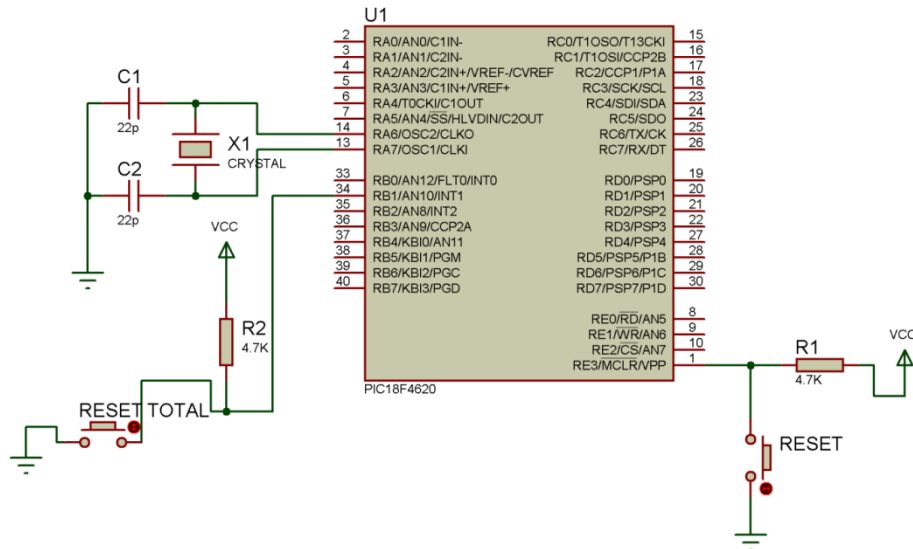 U1
2 RA0/AN0/C1IN- RC0/T1OSO/T13CKI 15
3 RA1/AN1/C2IN- RC1/T1OSI/CCP2B 16
4 RA2/AN2/C2IN+/VREF-/CVREF RC2/CCP1/P1A 17
5 RA3/AN3/C1IN+/VREF+ RC3/SCK/SCL 18
6 RA4/T0CKI/C1OUT RC4/SDI/SDA 23
7 RA5/AN4/SS/HLVDIN/C2OUT RC5/SDO 24
14 RA6/OSC2/CLKO RC6/TX/CK 25
13 RA7/OSC1/CLKI RC7/RX/DT 26
33 RB0/AN12/FLT0/INT0 RD0/PSP0 19
34 RB1/AN10/INT1 RD1/PSP1 20
35 RB2/AN8/INT2 RD2/PSP2 21
36 RB3/AN9/CCP2A RD3/PSP3 22
37 RB4/KBI0/AN11 RD4/PSP4 27
38 RB5/KBI1/PGM RD5/PSP5/P1B 28
39 RB6/KBI2/PGC RD6/PSP6/P1C 29
40 RB7/KBI3/PGD RD7/PSP7/P1D 30
RE0/RD/AN5 8
RE1/WR/AN6 9
RE2/CS/AN7 10
RE3/MCLR/VPP 1
PIC18F4620
C1
22p
X1
CRYSTAL
C2
22p
VCC
R2
4.7K
RESET TOTAL
VCC
R1
4.7K
RESET